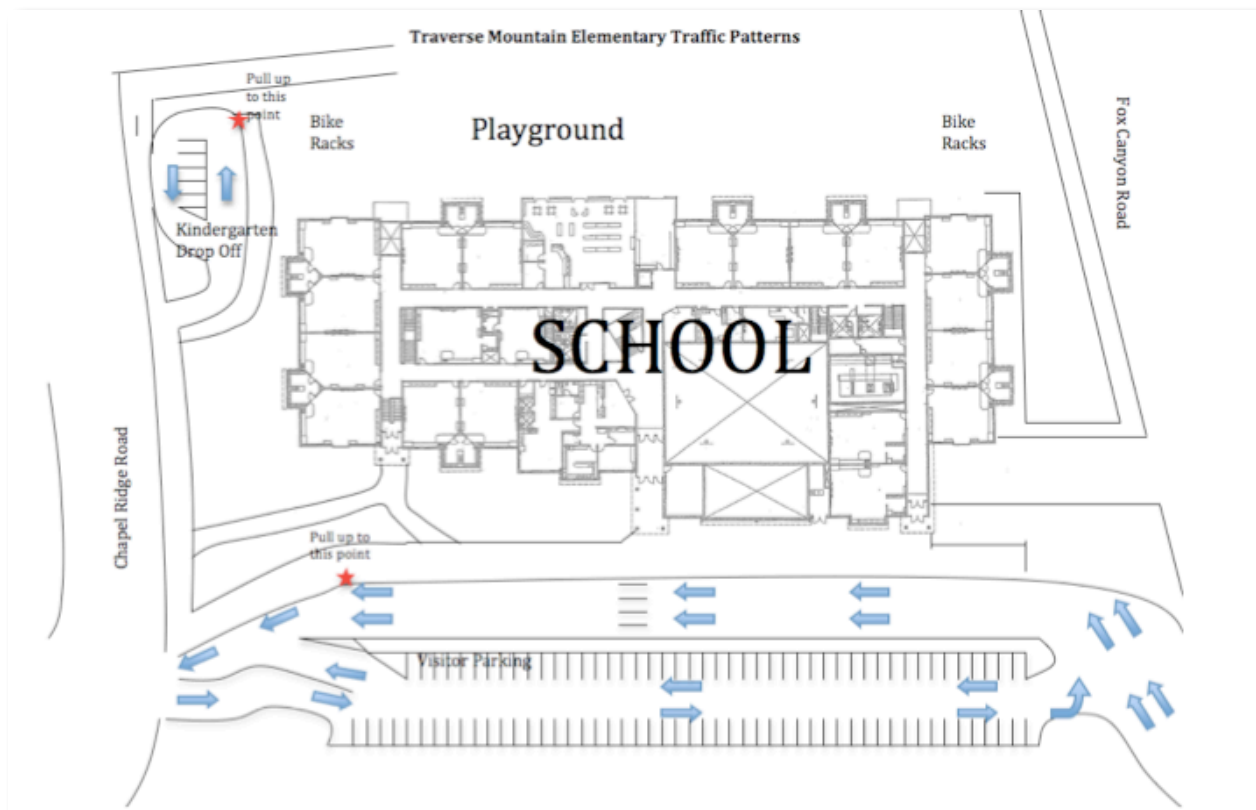 Traverse Mountain Elementary Traffic Patterns
Pull up
to this
point
Bike
Racks
Playground
Bike
Racks
Fox Canyon Road
Kindergarten
Drop Off
SCHOOL
Chapel Ridge Road
Pull up to
this point
Visitor Parking